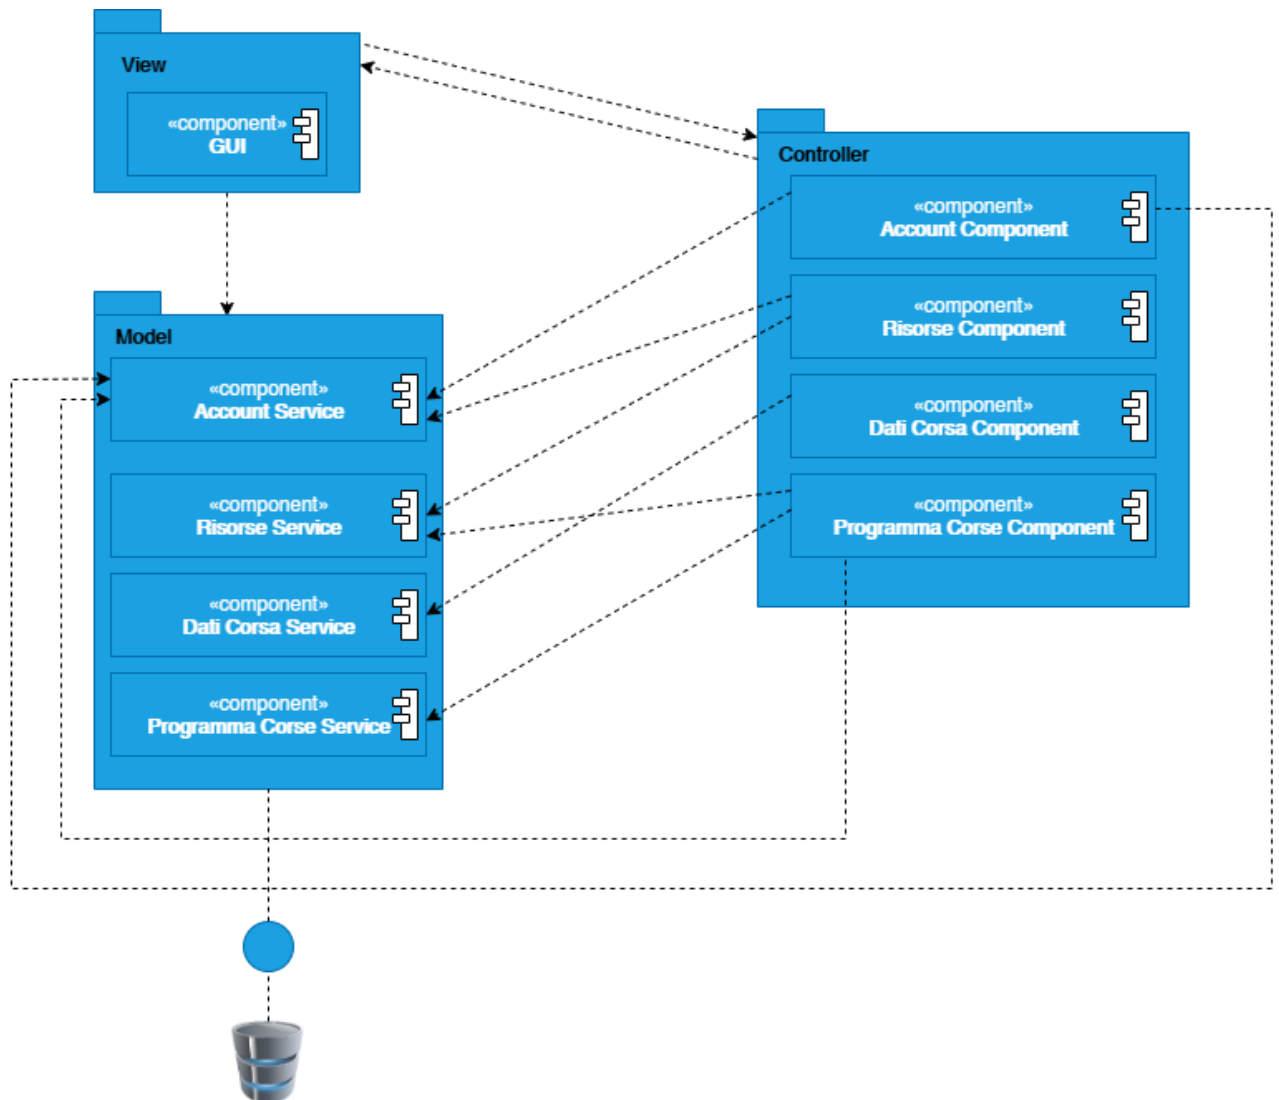 View
«component»
GUI
Controller
«component»
Account Component
«component»
Risorse Component
«component»
Dati Corsa Component
«component»
Programma Corse Component
Model
«component»
Account Service
«component»
Risorse Service
«component»
Dati Corsa Service
«component»
Programma Corse Service